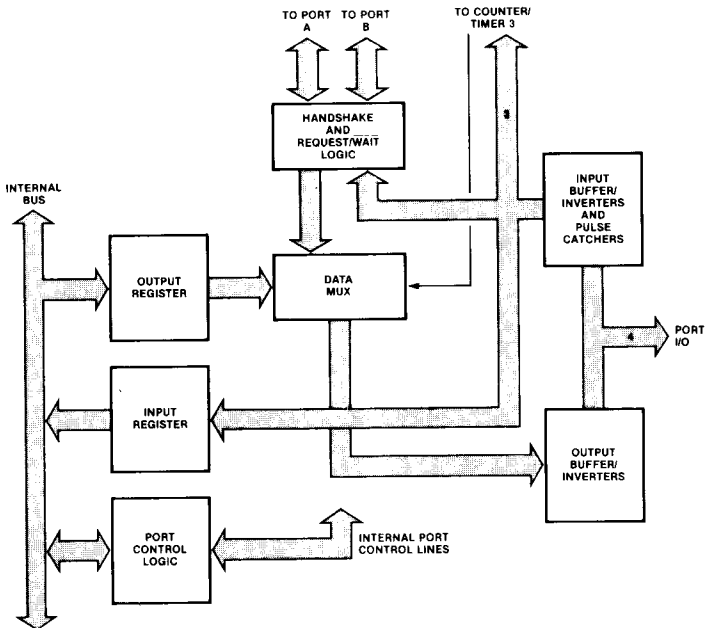 TO PORT
A
TO PORT
B
TO COUNTER/
TIMER 3
HANDSHAKE
AND
REQUEST/WAIT
LOGIC
3
INPUT
BUFFER/
INVERTERS
AND
PULSE
CATCHERS
INTERNAL
BUS
OUTPUT
REGISTER
DATA
MUX
4
PORT
I/O
INPUT
REGISTER
OUTPUT
BUFFER/
INVERTERS
PORT
CONTROL
LOGIC
INTERNAL PORT
CONTROL LINES